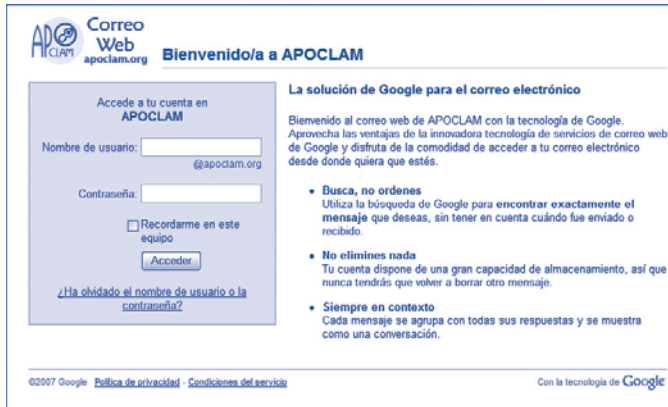 APOCLAM
Correo
Web
apoclam.org
Bienvenido/a a APOCLAM
Accede a tu cuenta en
APOCLAM
Nombre de usuario:
@apoclam.org
Contraseña:
Recordarme en este
equipo
Acceder
¿Ha olvidado el nombre de usuario o la
contraseña?
La solución de Google para el correo electrónico
Bienvenido al correo web de APOCLAM con la tecnología de Google.
Aprovecha las ventajas de la innovadora tecnología de servicios de correo web
de Google y disfruta de la comodidad de acceder a tu correo electrónico
desde donde quiera que estés.
• Busca, no ordenes
Utiliza la búsqueda de Google para encontrar exactamente el
mensaje que deseas, sin tener en cuenta cuándo fue enviado o
recibido.
• No elimines nada
Tu cuenta dispone de una gran capacidad de almacenamiento, así que
nunca tendrás que volver a borrar otro mensaje.
• Siempre en contexto
Cada mensaje se agrupa con todas sus respuestas y se muestra
como una conversación.
©2007 Google Política de privacidad - Condiciones del servicio
Con la tecnología de Google